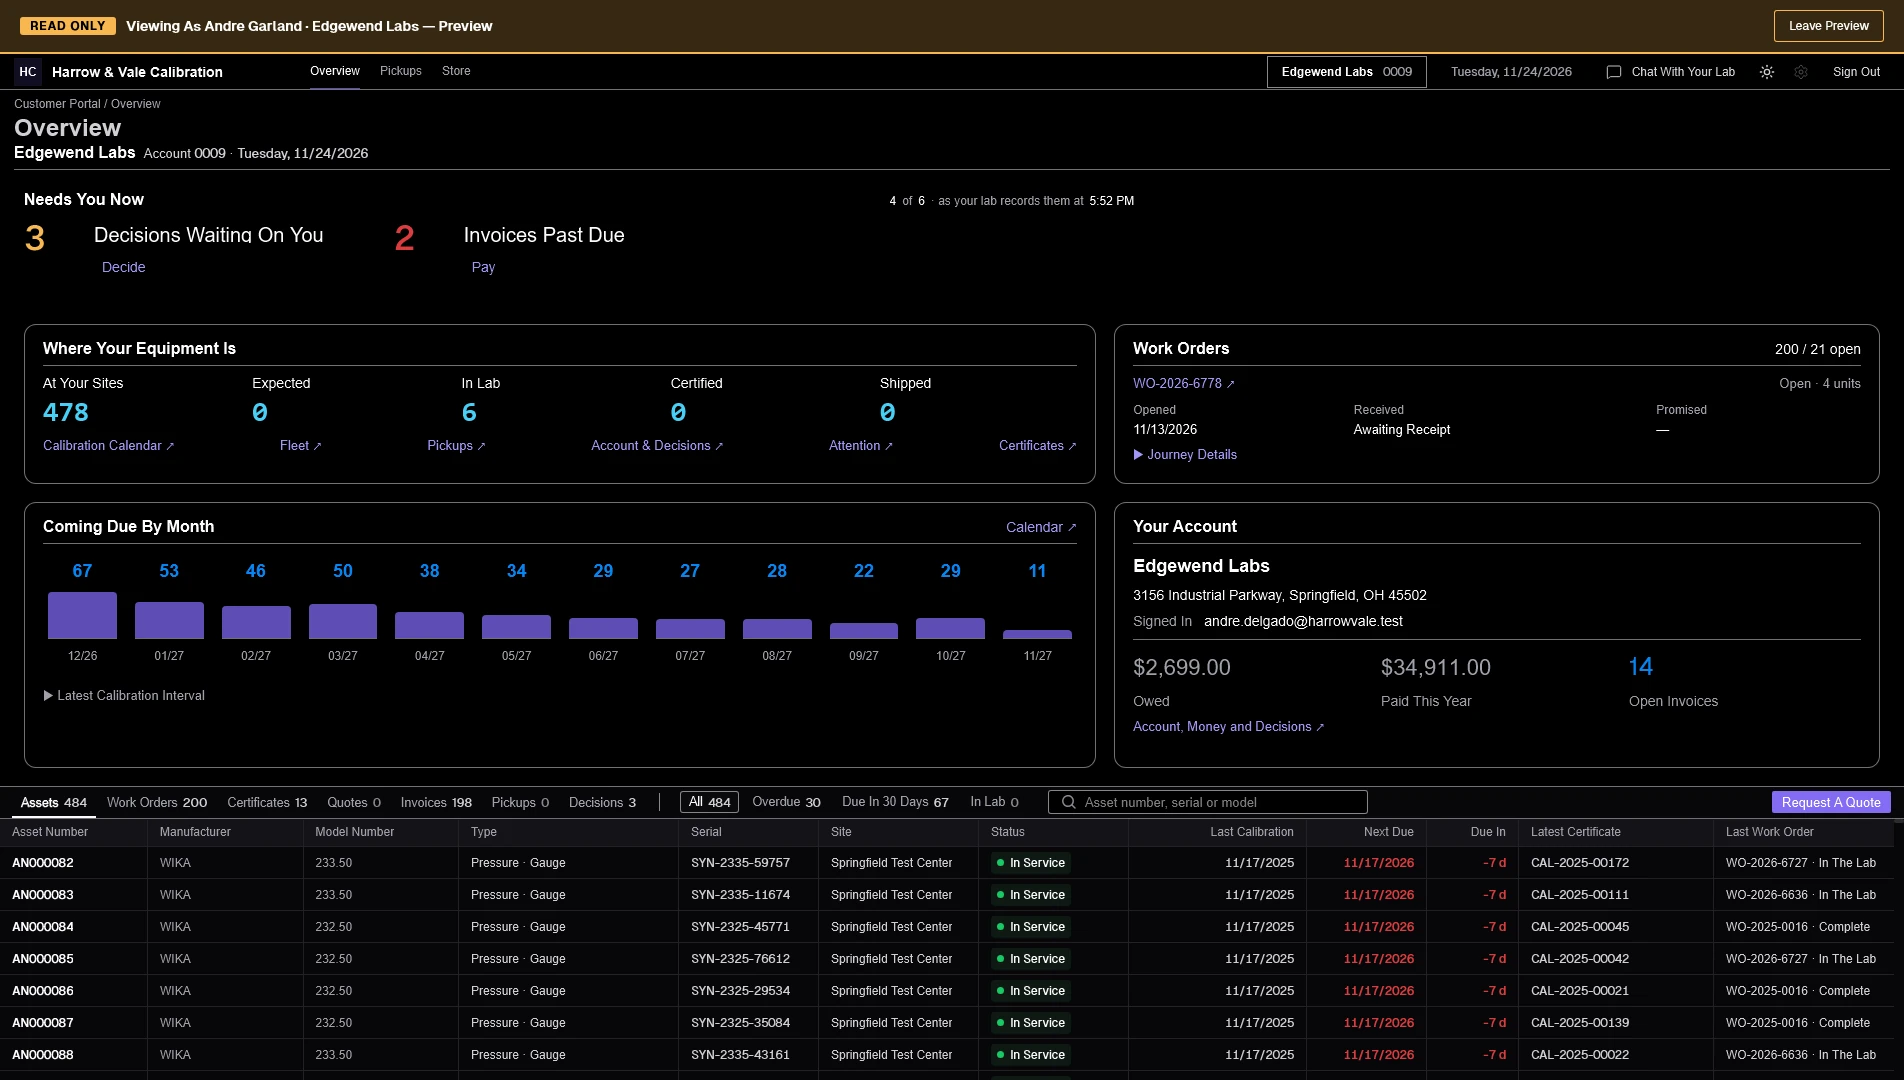 READ ONLY Viewing As Andre Garland · Edgewend Labs — Preview Leave Preview
HC Harrow & Vale Calibration Overview Pickups Store Edgewend Labs 0009 Tuesday, 11/24/2026 Chat With Your Lab Sign Out
Customer Portal / Overview
Overview
Edgewend Labs Account 0009 · Tuesday, 11/24/2026
Needs You Now 4 of 6 · as your lab records them at 5:52 PM
3 Decisions Waiting On You 2 Invoices Past Due
Decide Pay
Where Your Equipment Is
At Your Sites Expected In Lab Certified Shipped
478 0 6 0 0
Calibration Calendar ↗ Fleet ↗ Pickups ↗ Account & Decisions ↗ Attention ↗ Certificates ↗
Work Orders 200 / 21 open
WO-2026-6778 ↗ Open · 4 units
Opened Received Promised
11/13/2026 Awaiting Receipt —
▶ Journey Details
Coming Due By Month Calendar ↗
67 53 46 50 38 34 29 27 28 22 29 11
12/26 01/27 02/27 03/27 04/27 05/27 06/27 07/27 08/27 09/27 10/27 11/27
▶ Latest Calibration Interval
Your Account
Edgewend Labs
3156 Industrial Parkway, Springfield, OH 45502
Signed In andre.delgado@harrowvale.test
$2,699.00 $34,911.00 14
Owed Paid This Year Open Invoices
Account, Money and Decisions ↗
Assets 484 Work Orders 200 Certificates 13 Quotes 0 Invoices 198 Pickups 0 Decisions 3 All 484 Overdue 30 Due In 30 Days 67 In Lab 0 Asset number, serial or model Request A Quote
Asset Number Manufacturer Model Number Type Serial Site Status Last Calibration Next Due Due In Latest Certificate Last Work Order
AN000082 WIKA 233.50 Pressure · Gauge SYN-2335-59757 Springfield Test Center In Service 11/17/2025 11/17/2026 -7 d CAL-2025-00172 WO-2026-6727 · In The Lab
AN000083 WIKA 233.50 Pressure · Gauge SYN-2335-11674 Springfield Test Center In Service 11/17/2025 11/17/2026 -7 d CAL-2025-00111 WO-2026-6636 · In The Lab
AN000084 WIKA 232.50 Pressure · Gauge SYN-2325-45771 Springfield Test Center In Service 11/17/2025 11/17/2026 -7 d CAL-2025-00045 WO-2025-0016 · Complete
AN000085 WIKA 232.50 Pressure · Gauge SYN-2325-76612 Springfield Test Center In Service 11/17/2025 11/17/2026 -7 d CAL-2025-00042 WO-2026-6727 · In The Lab
AN000086 WIKA 232.50 Pressure · Gauge SYN-2325-29534 Springfield Test Center In Service 11/17/2025 11/17/2026 -7 d CAL-2025-00021 WO-2025-0016 · Complete
AN000087 WIKA 232.50 Pressure · Gauge SYN-2325-35084 Springfield Test Center In Service 11/17/2025 11/17/2026 -7 d CAL-2025-00139 WO-2025-0016 · Complete
AN000088 WIKA 233.50 Pressure · Gauge SYN-2335-43161 Springfield Test Center In Service 11/17/2025 11/17/2026 -7 d CAL-2025-00022 WO-2026-6636 · In The Lab